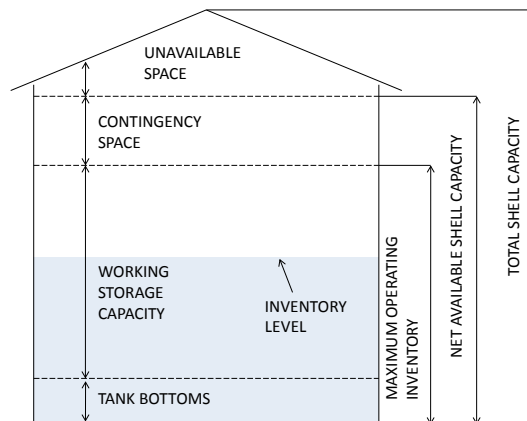 UNAVAILABLE
SPACE
CONTINGENCY
SPACE
WORKING
STORAGE
CAPACITY
INVENTORY
LEVEL
TANK BOTTOMS
MAXIMUM OPERATING
INVENTORY
NET AVAILABLE SHELL CAPACITY
TOTAL SHELL CAPACITY